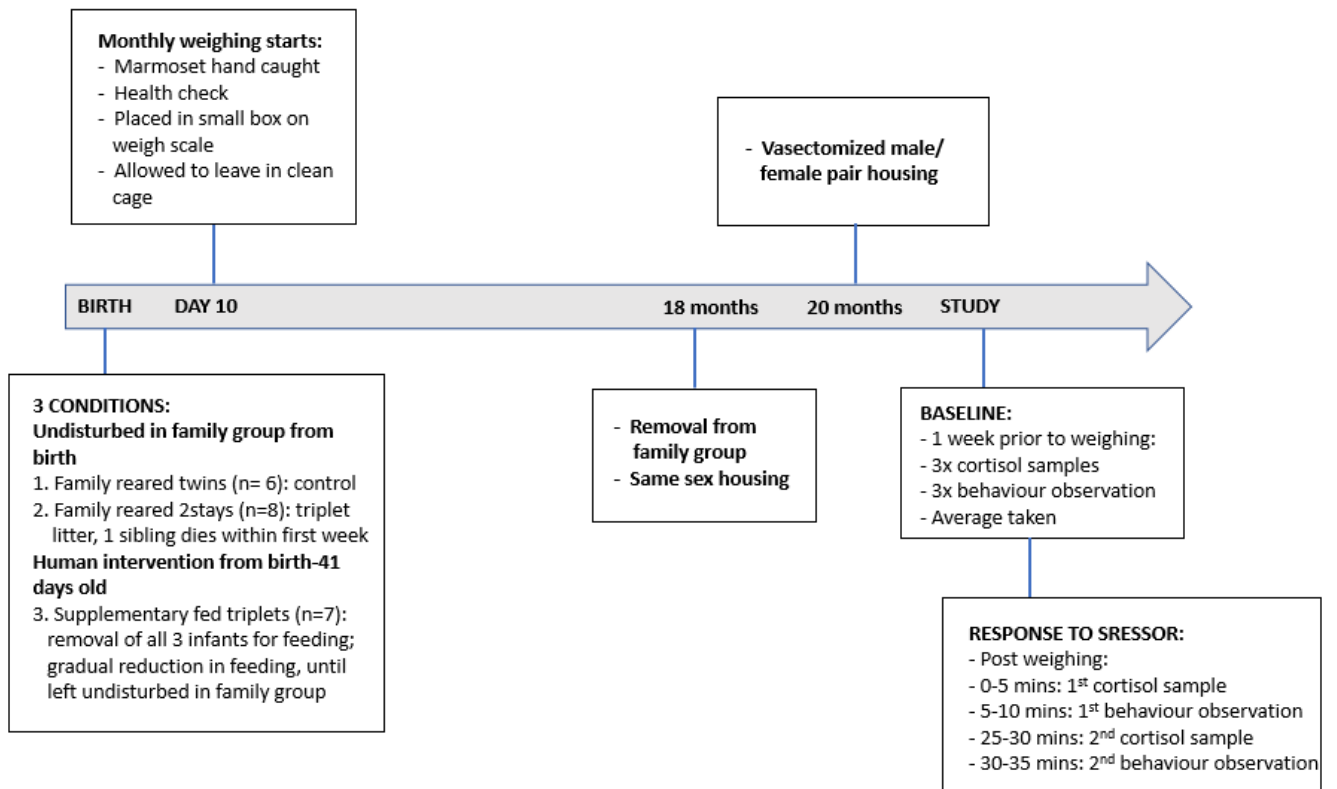 Monthly weighing starts:
- Marmoset hand caught
- Health check
- Placed in small box on
weigh scale
- Allowed to leave in clean
cage
- Vasectomized male/
female pair housing
BIRTH DAY 10 18 months 20 months STUDY
3 CONDITIONS:
Undisturbed in family group from
birth
1. Family reared twins (n= 6): control
2. Family reared 2stays (n=8): triplet
litter, 1 sibling dies within first week
Human intervention from birth-41
days old
3. Supplementary fed triplets (n=7):
removal of all 3 infants for feeding;
gradual reduction in feeding, until
left undisturbed in family group
- Removal from
family group
- Same sex housing
BASELINE:
- 1 week prior to weighing:
- 3x cortisol samples
- 3x behaviour observation
- Average taken
RESPONSE TO SRESSOR:
- Post weighing:
- 0-5 mins: 1st cortisol sample
- 5-10 mins: 1st behaviour observation
- 25-30 mins: 2nd cortisol sample
- 30-35 mins: 2nd behaviour observation